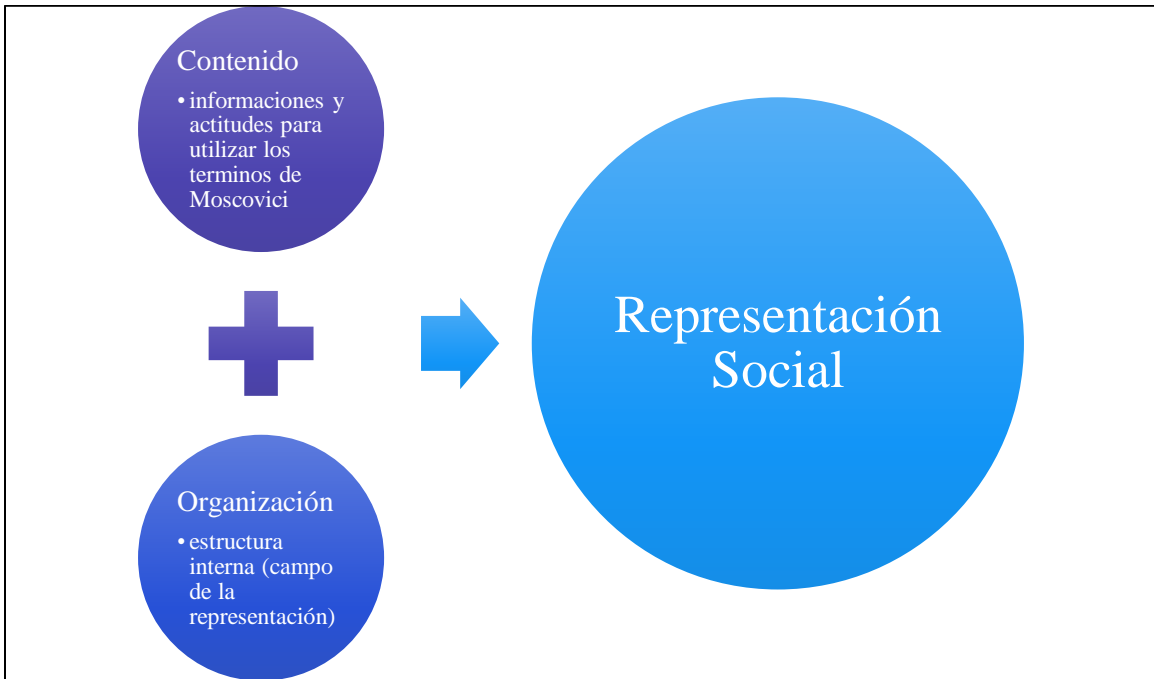 Contenido
• informaciones y
actitudes para
utilizar los
terminos de
Moscovici
Organización
• estructura
interna (campo
de la
representación)
Representación
Social